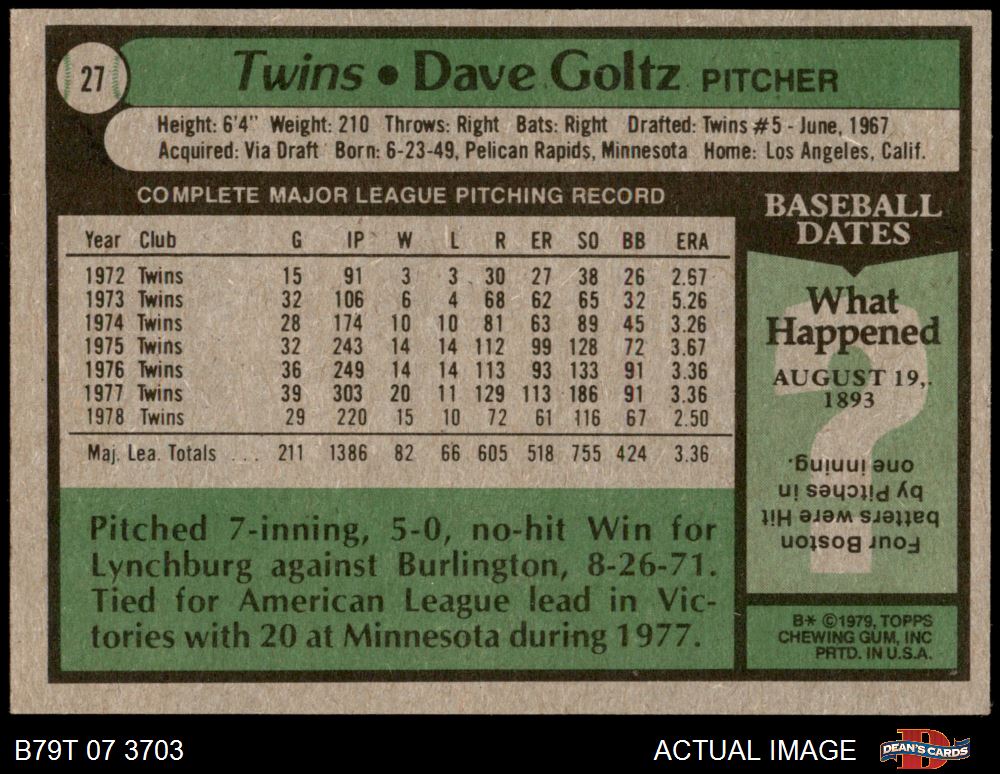 27
Twins • Dave Goltz PITCHER
Height: 6'4" Weight: 210 Throws: Right Bats: Right Drafted: Twins #5 - June, 1967
Acquired: Via Draft Born: 6-23-49, Pelican Rapids, Minnesota Home: Los Angeles, Calif.
COMPLETE MAJOR LEAGUE PITCHING RECORD
Year Club G IP W L R ER SO BB ERA
1972 Twins 15 91 3 3 30 27 38 26 2.67
1973 Twins 32 106 6 4 68 62 65 32 5.26
1974 Twins 28 174 10 10 81 63 89 45 3.26
1975 Twins 32 243 14 14 112 99 128 72 3.67
1976 Twins 36 249 14 14 113 93 133 91 3.36
1977 Twins 39 303 20 11 129 113 186 91 3.36
1978 Twins 29 220 15 10 72 61 116 67 2.50
Maj. Lea. Totals ... 211 1386 82 66 605 518 755 424 3.36
Pitched 7-inning, 5-0, no-hit Win for
Lynchburg against Burlington, 8-26-71.
Tied for American League lead in Vic-
tories with 20 at Minnesota during 1977.
BASEBALL
DATES
What
Happened
AUGUST 19,.
1893
Four Boston
batters were Hit
by Pitches in
one inning.
B* ©1979, TOPPS
CHEWING GUM, INC
PRTD. IN U.S.A.
B79T 07 3703
ACTUAL IMAGE
DEAN'S CARDS